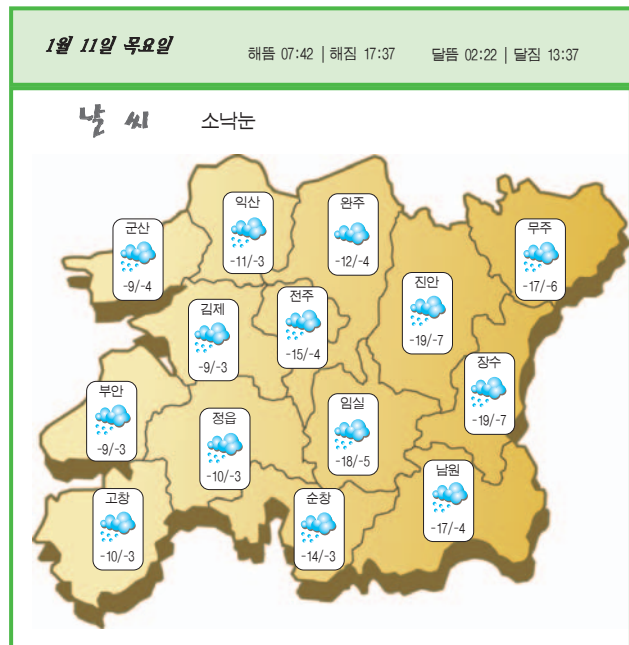 1월 11일 목요일
해뜸 07:42 | 해짐 17:37 달뜸 02:22 | 달짐 13:37
날 씨 소낙눈
익산
-11/-3
완주
-12/-4
군산
-9/-4
무주
-17/-6
진안
-19/-7
전주
-15/-4
김제
-9/-3
장수
-19/-7
부안
-9/-3
정읍
-10/-3
임실
-18/-5
남원
-17/-4
고창
-10/-3
순창
-14/-3